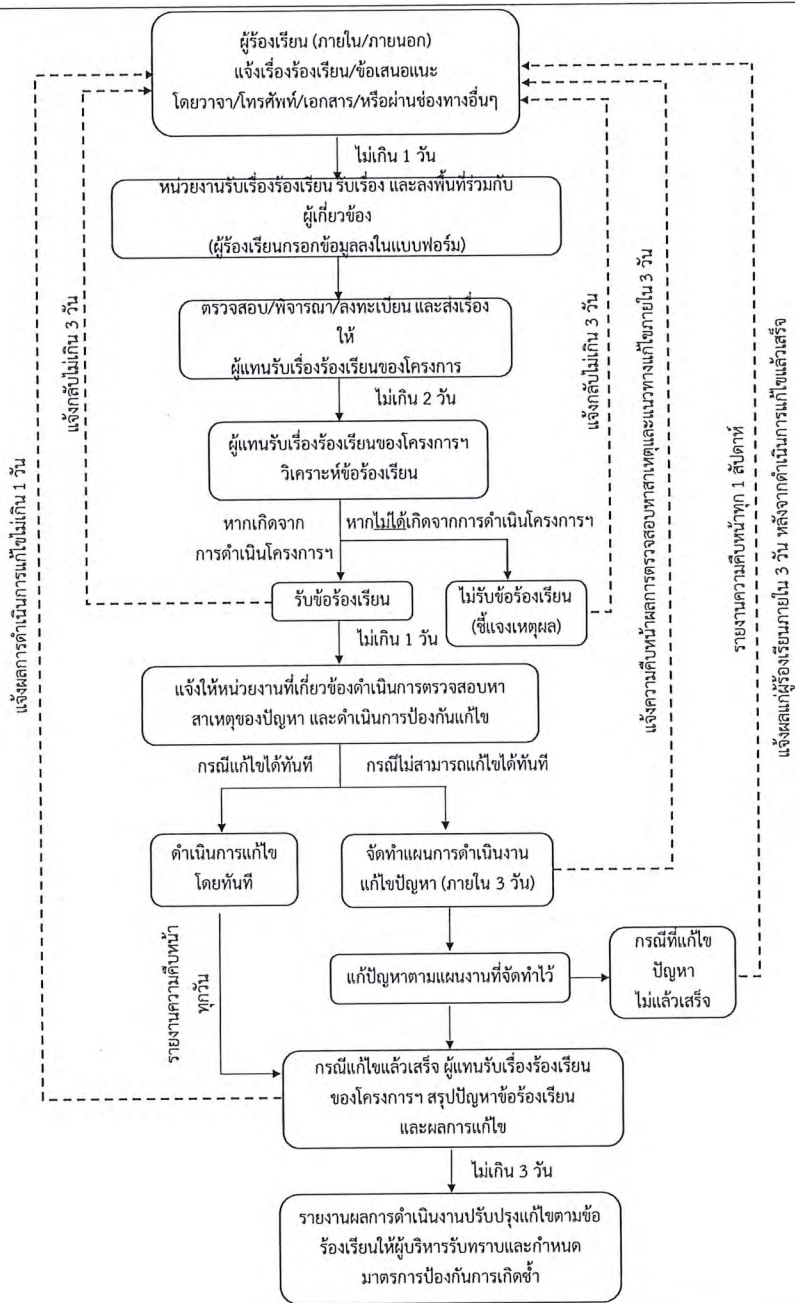 ผู้ร้องเรียน (ภายใน/ภายนอก)
แจ้งเรื่องร้องเรียน/ข้อเสนอแนะ
โดยวาจา/โทรศัพท์/เอกสาร/หรือผ่านช่องทางอื่นๆ
ไม่เกิน 1 วัน
หน่วยงานรับเรื่องร้องเรียน รับเรื่อง และลงพื้นที่ร่วมกับ
ผู้เกี่ยวข้อง
(ผู้ร้องเรียนกรอกข้อมูลลงในแบบฟอร์ม)
ตรวจสอบ/พิจารณา/ลงทะเบียน และส่งเรื่อง
ให้
ผู้แทนรับเรื่องร้องเรียนของโครงการ
ไม่เกิน 2 วัน
ผู้แทนรับเรื่องร้องเรียนของโครงการฯ
วิเคราะห์ข้อร้องเรียน
หากเกิดจาก
การดำเนินโครงการฯ
หากไม่ได้เกิดจากการดำเนินโครงการฯ
รับข้อร้องเรียน
ไม่รับข้อร้องเรียน
(ชี้แจงเหตุผล)
ไม่เกิน 1 วัน
แจ้งให้หน่วยงานที่เกี่ยวข้องดำเนินการตรวจสอบหา
สาเหตุของปัญหา และดำเนินการป้องกันแก้ไข
กรณีแก้ไขได้ทันที
กรณีไม่สามารถแก้ไขได้ทันที
ดำเนินการแก้ไข
โดยทันที
จัดทำแผนการดำเนินงาน
แก้ไขปัญหา (ภายใน 3 วัน)
แก้ปัญหาตามแผนงานที่จัดทำไว้
กรณีที่แก้ไข
ปัญหา
ไม่แล้วเสร็จ
รายงานความคืบหน้า
ทุกวัน
กรณีแก้ไขแล้วเสร็จ ผู้แทนรับเรื่องร้องเรียน
ของโครงการฯ สรุปปัญหาข้อร้องเรียน
และผลการแก้ไข
ไม่เกิน 3 วัน
รายงานผลการดำเนินงานปรับปรุงแก้ไขตามข้อ
ร้องเรียนให้ผู้บริหารรับทราบและกำหนด
มาตรการป้องกันการเกิดซ้ำ
แจ้งผลการดำเนินการแก้ไขไม่เกิน 1 วัน
แจ้งกลับไม่เกิน 3 วัน
แจ้งกลับไม่เกิน 3 วัน
แจ้งความคืบหน้าผลการตรวจสอบหาสาเหตุและแนวทางแก้ไขภายใน 3 วัน
รายงานความคืบหน้าทุก 1 สัปดาห์
แจ้งผลแก่ผู้ร้องเรียนภายใน 3 วัน หลังจากดำเนินการแก้ไขแล้วเสร็จ